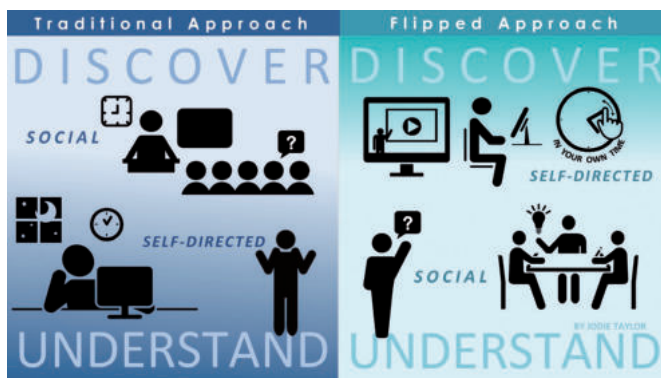 Traditional Approach
DISCOVER
SOCIAL
?
SELF-DIRECTED
UNDERSTAND
Flipped Approach
DISCOVER
IN YOUR OWN TIME
SELF-DIRECTED
?
SOCIAL
BY JODIE TAYLOR
UNDERSTAND